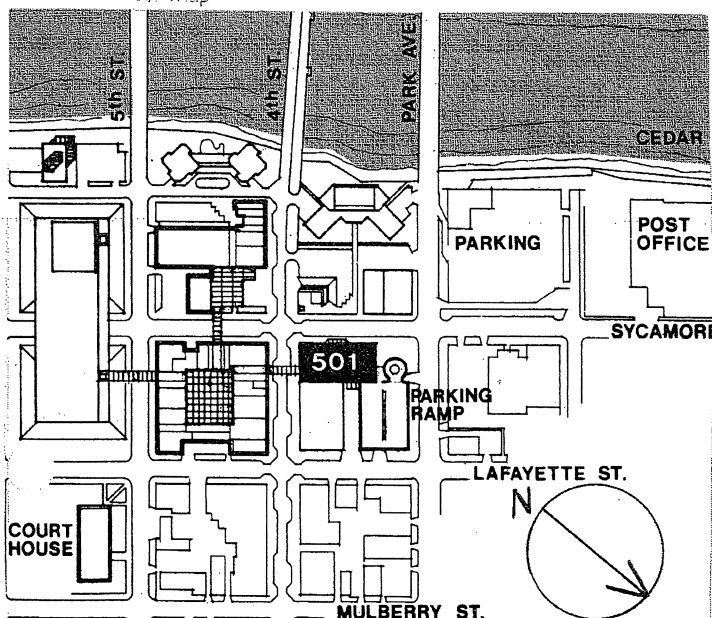 Map
5th ST.
4th ST.
PARK AVE.
CEDAR
PARKING
POST
OFFICE
SYCAMORE
501
PARKING
RAMP
LAFAYETTE ST.
N
COURT
HOUSE
MULBERRY ST.